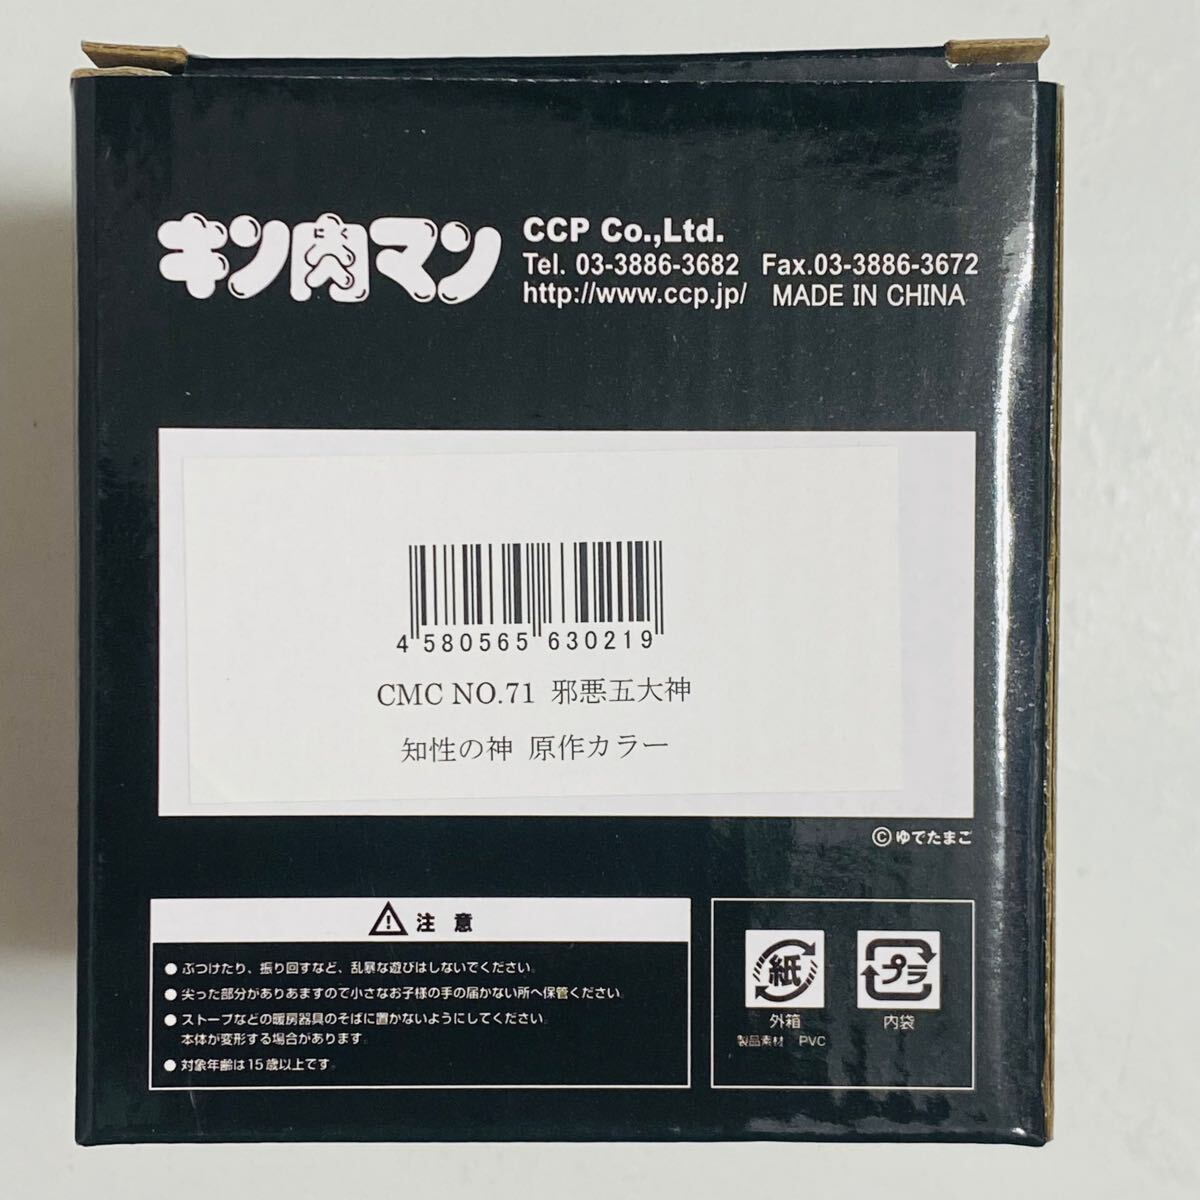 キン肉マン
にく
CCP Co.,Ltd.
Tel. 03-3886-3682 Fax.03-3886-3672
http://www.ccp.jp/ MADE IN CHINA
4 580565 630219
CMC NO.71 邪悪五大神
知性の神 原作カラー
©ゆでたまご
注意
●ぶつけたり、振り回すなど、乱暴な遊びはしないでください。
●尖った部分がありあますので小さなお子様の手の届かない所へ保管ください。
●ストーブなどの暖房器具のそばに置かないようにしてください。
本体が変形する場合があります。
●対象年齢は15歳以上です。
紙
外箱
製品素材 PVC
プラ
内袋